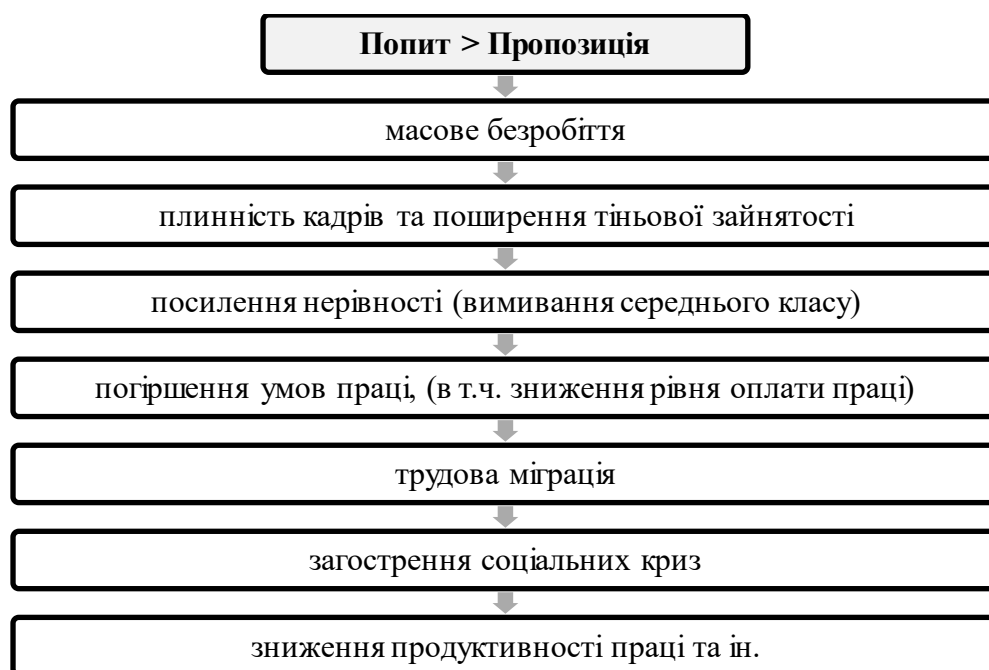 Попит > Пропозиція
масове безробіття
плинність кадрів та поширення тіньової зайнятості
посилення нерівності (вимивання середнього класу)
погіршення умов праці, (в т.ч. зниження рівня оплати праці)
трудова міграція
загострення соціальних криз
зниження продуктивності праці та ін.